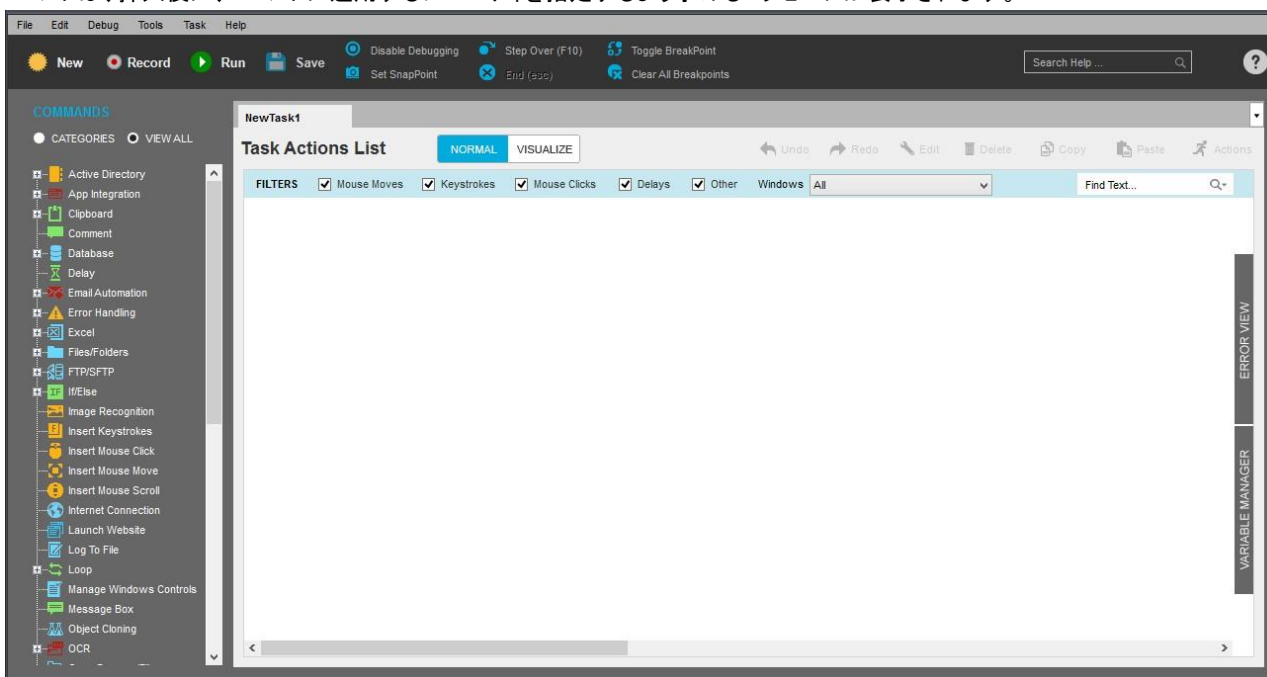 File Edit Debug Tools Task Help
New Record Run Save
Disable Debugging Step Over (F10) Toggle BreakPoint
Set SnapPoint End (esc) Clear All Breakpoints
Search Help ...
?
COMMANDS
CATEGORIES VIEW ALL
Active Directory
App Integration
Clipboard
Comment
Database
Delay
Email Automation
Error Handling
Excel
Files/Folders
FTP/SFTP
If/Else
Image Recognition
Insert Keystrokes
Insert Mouse Click
Insert Mouse Move
Insert Mouse Scroll
Internet Connection
Launch Website
Log To File
Loop
Manage Windows Controls
Message Box
Object Cloning
OCR
NewTask1
Task Actions List NORMAL VISUALIZE Undo Redo Edit Delete Copy Paste Actions
FILTERS Mouse Moves Keystrokes Mouse Clicks Delays Other Windows All Find Text...
ERROR VIEW
VARIABLE MANAGER